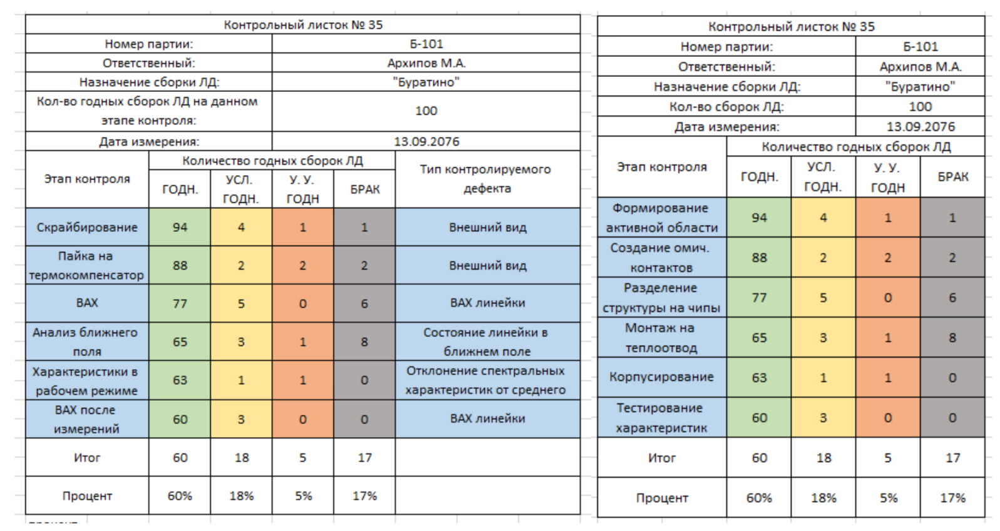 Контрольный листок № 35
Номер партии: Б-101
Ответственный: Архипов М.А.
Назначение сборки ЛД: "Буратино"
Кол-во годных сборок ЛД на данном
этапе контроля: 100
Дата измерения: 13.09.2076
Этап контроля Количество годных сборок ЛД Тип контролируемого
дефекта
ГОДН. УСЛ.
ГОДН. У. У.
ГОДН БРАК
Скрайбирование 94 4 1 1 Внешний вид
Пайка на
термокомпенсатор 88 2 2 2 Внешний вид
ВАХ 77 5 0 6 ВАХ линейки
Анализ ближнего
поля 65 3 1 8 Состояние линейки в
ближнем поле
Характеристики в
рабочем режиме 63 1 1 0 Отклонение спектральных
характеристик от среднего
ВАХ после
измерений 60 3 0 0 ВАХ линейки
Итог 60 18 5 17
Процент 60% 18% 5% 17%
Контрольный листок № 35
Номер партии: Б-101
Ответственный: Архипов М.А.
Назначение сборки ЛД: "Буратино"
Кол-во сборок ЛД: 100
Дата измерения: 13.09.2076
Этап контроля Количество годных сборок ЛД
ГОДН. УСЛ.
ГОДН. У. У.
ГОДН БРАК
Формирование
активной области 94 4 1 1
Создание омич.
контактов 88 2 2 2
Разделение
структуры на чипы 77 5 0 6
Монтаж на
теплоотвод 65 3 1 8
Корпусирование 63 1 1 0
Тестирование
характеристик 60 3 0 0
Итог 60 18 5 17
Процент 60% 18% 5% 17%